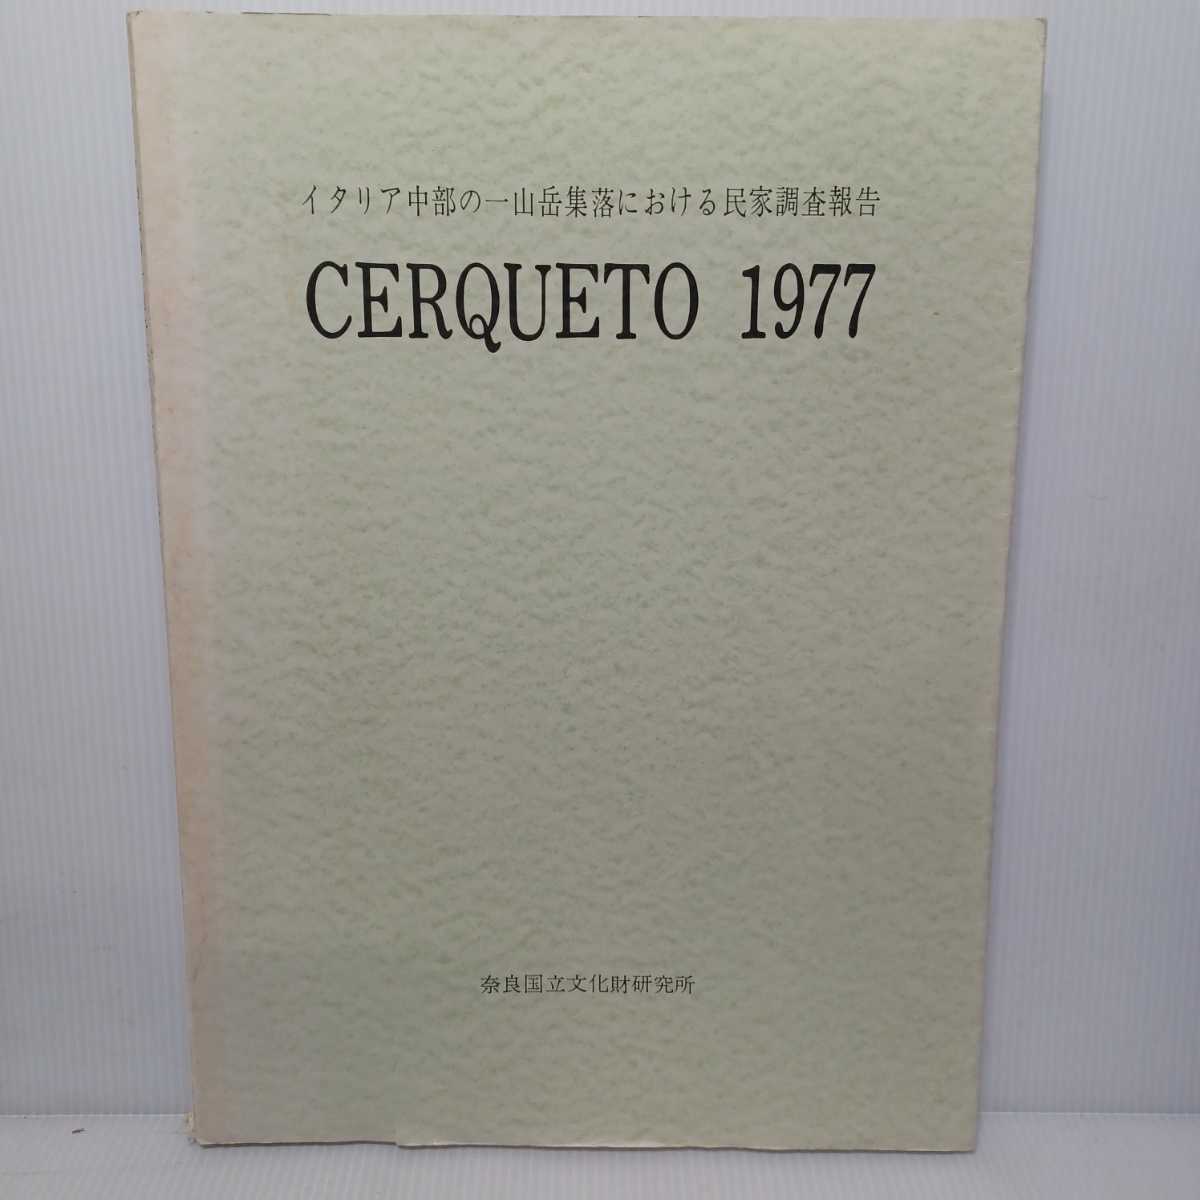 イタリア中部の一山岳集落における民家調査報告
CERQUETO 1977
奈良国立文化財研究所